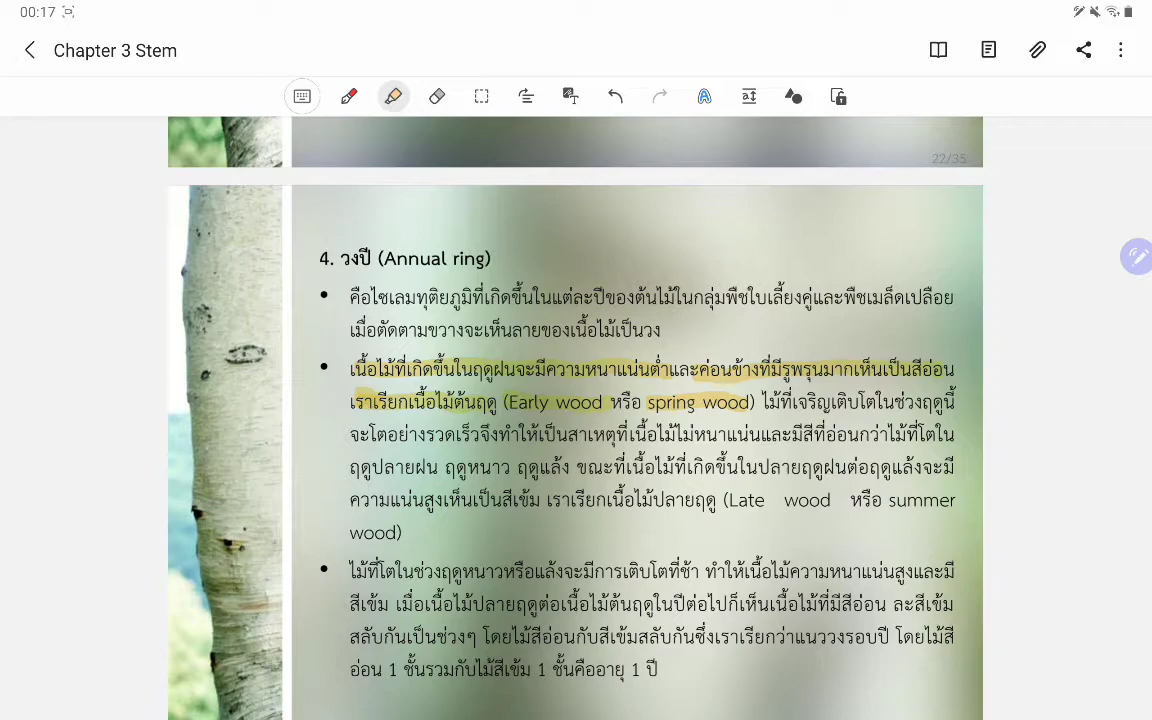 00:17
Chapter 3 Stem
22/35
4. วงปี (Annual ring)
• คือไซเลมทุติยภูมิที่เกิดขึ้นในแต่ละปีของต้นไม้ในกลุ่มพืชใบเลี้ยงคู่และพืชเมล็ดเปลือย
เมื่อตัดตามขวางจะเห็นลายของเนื้อไม้เป็นวง
• เนื้อไม้ที่เกิดขึ้นในฤดูฝนจะมีความหนาแน่นต่ำและค่อนข้างที่มีรูพรุนมากเห็นเป็นสีอ่อน
เราเรียกเนื้อไม้ต้นฤดู (Early wood หรือ spring wood) ไม้ที่เจริญเติบโตในช่วงฤดูนี้
จะโตอย่างรวดเร็วจึงทำให้เป็นสาเหตุที่เนื้อไม้ไม่หนาแน่นและมีสีที่อ่อนกว่าไม้ที่โตใน
ฤดูปลายฝน ฤดูหนาว ฤดูแล้ง ขณะที่เนื้อไม้ที่เกิดขึ้นในปลายฤดูฝนต่อฤดูแล้งจะมี
ความแน่นสูงเห็นเป็นสีเข้ม เราเรียกเนื้อไม้ปลายฤดู (Late wood หรือ summer
wood)
• ไม้ที่โตในช่วงฤดูหนาวหรือแล้งจะมีการเติบโตที่ช้า ทำให้เนื้อไม้ความหนาแน่นสูงและมี
สีเข้ม เมื่อเนื้อไม้ปลายฤดูต่อเนื้อไม้ต้นฤดูในปีต่อไปก็เห็นเนื้อไม้ที่มีสีอ่อน ละสีเข้ม
สลับกันเป็นช่วงๆ โดยไม้สีอ่อนกับสีเข้มสลับกันซึ่งเราเรียกว่าแนววงรอบปี โดยไม้สี
อ่อน 1 ชั้นรวมกับไม้สีเข้ม 1 ชั้นคืออายุ 1 ปี